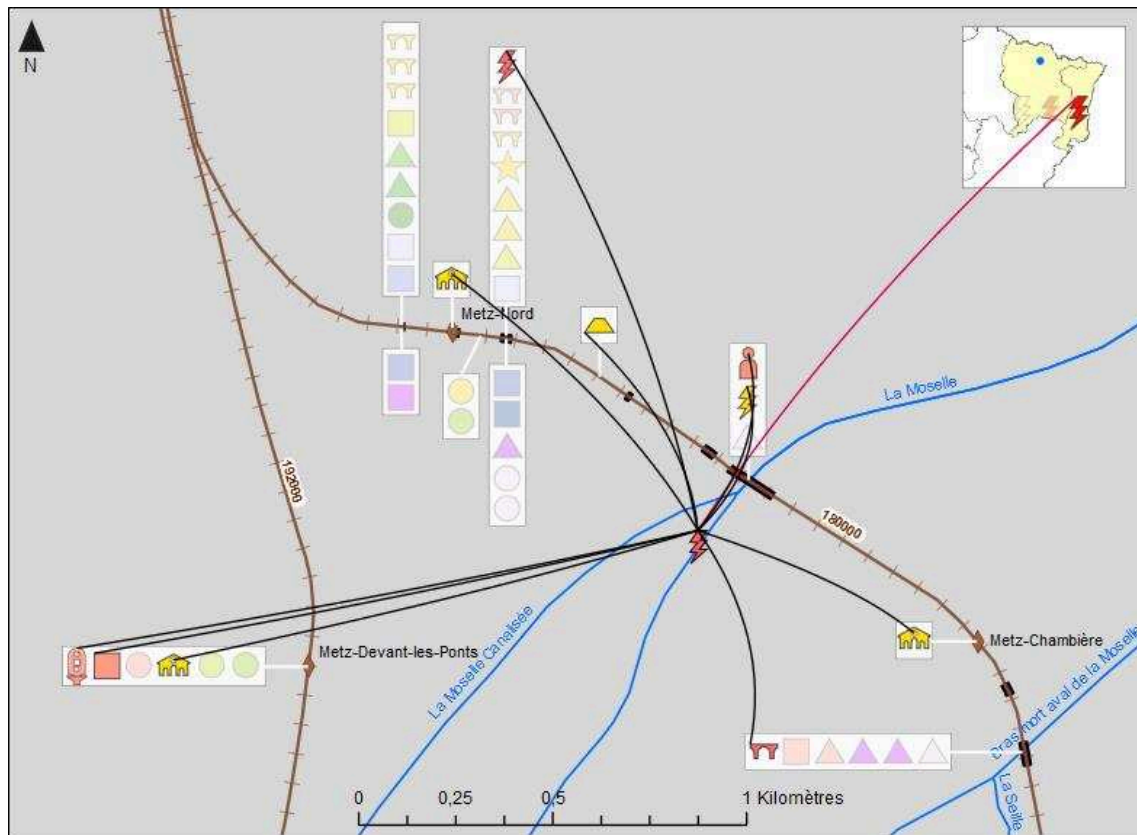 N
Metz-Nord
La Moselle
192000
180000
Metz-Devant-les-Ponts
La Moselle Canalisée
Metz-Chambière
Bras mort aval de la Moselle
La Seille
0 0,25 0,5 1 Kilomètres